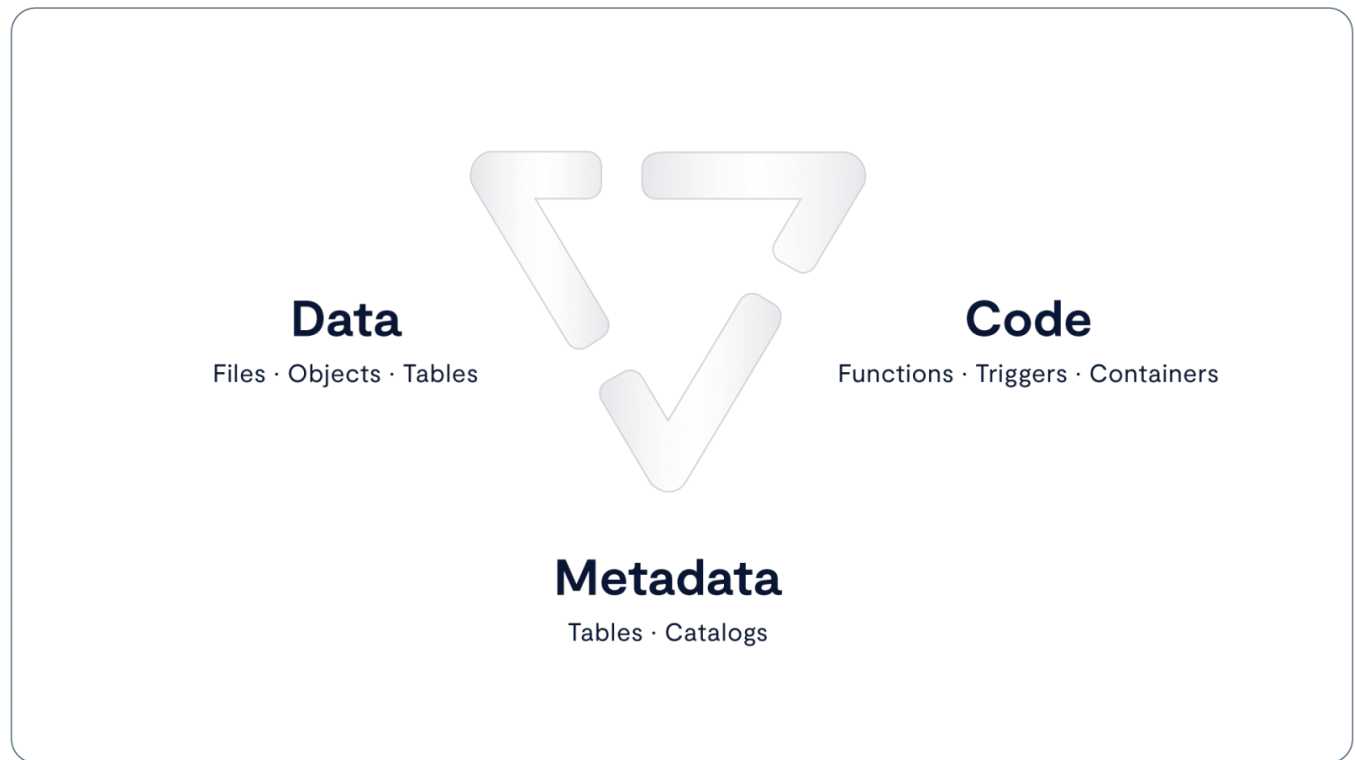 Data
Files · Objects · Tables
Code
Functions · Triggers · Containers
Metadata
Tables · Catalogs